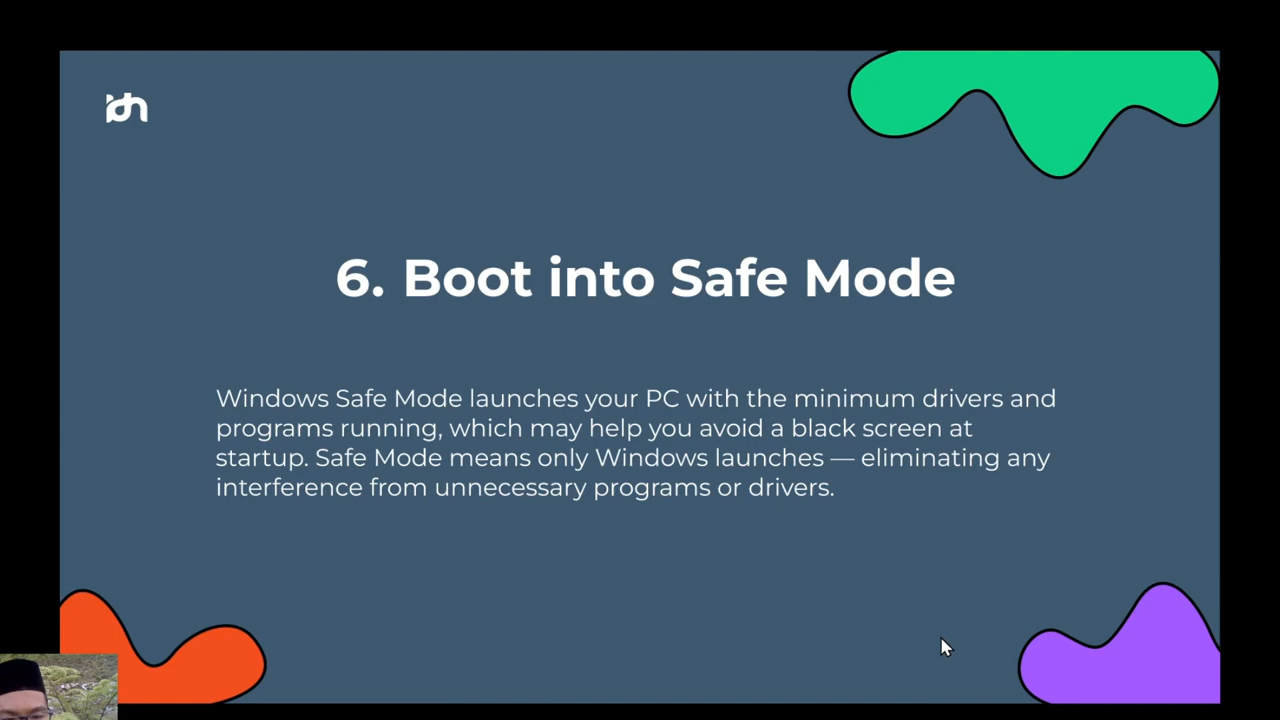 6. Boot into Safe Mode
Windows Safe Mode launches your PC with the minimum drivers and
programs running, which may help you avoid a black screen at
startup. Safe Mode means only Windows launches — eliminating any
interference from unnecessary programs or drivers.